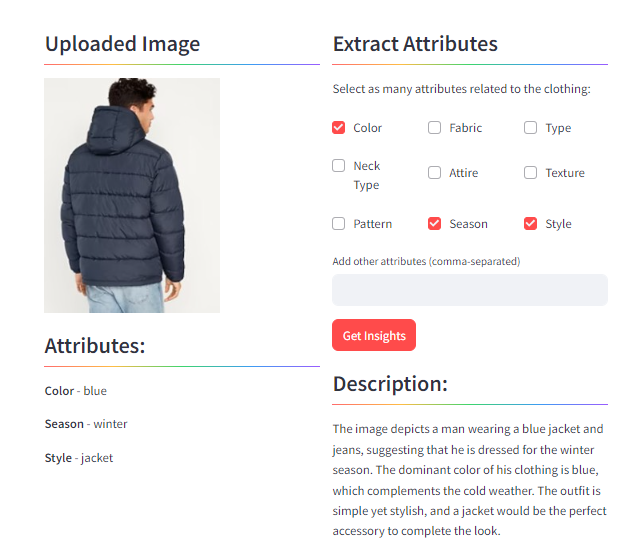 Uploaded Image
Attributes:
Color - blue
Season - winter
Style - jacket
Extract Attributes
Select as many attributes related to the clothing:
Color
Fabric
Type
Neck
Type
Attire
Texture
Pattern
Season
Style
Add other attributes (comma-separated)
Get Insights
Description:
The image depicts a man wearing a blue jacket and
jeans, suggesting that he is dressed for the winter
season. The dominant color of his clothing is blue,
which complements the cold weather. The outfit is
simple yet stylish, and a jacket would be the perfect
accessory to complete the look.